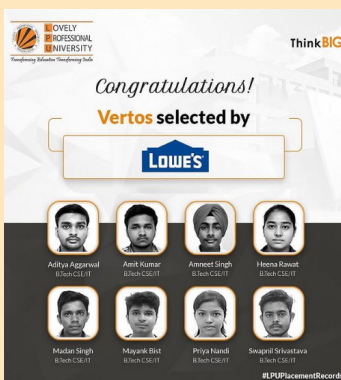 LOVELY
PROFESSIONAL
UNIVERSITY
Transforming Education Transforming India
ThinkBIG
Congratulations!
Vertos selected by
LOWE'S
Aditya Aggarwal Amit Kumar Amneet Singh Heena Rawat
B.Tech CSE/IT B.Tech CSE/IT B.Tech CSE/IT B.Tech CSE/IT
Madan Singh Mayank Bist Priya Nandi Swapnil Srivastava
B.Tech CSE/IT B.Tech CSE/IT B.Tech CSE/IT B.Tech CSE/IT
#LPUPlacementRecords